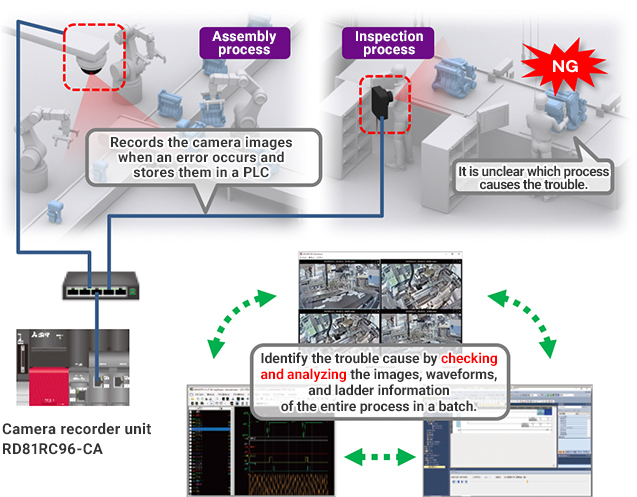 Assembly
process
Inspection
process
NG
Records the camera images
when an error occurs and
stores them in a PLC
It is unclear which process
causes the trouble.
Identify the trouble cause by checking
and analyzing the images, waveforms,
and ladder information
of the entire process in a batch.
Camera recorder unit
RD81RC96-CA